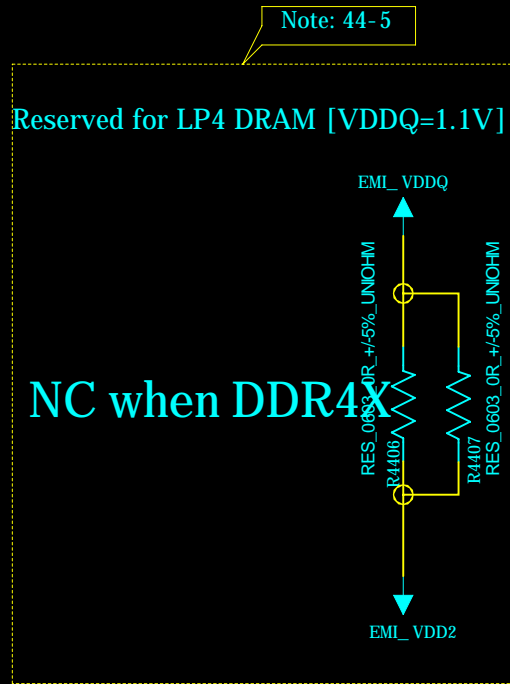 Note: 44-5
Reserved for LP4 DRAM [VDDQ=1.1V]
EMI_VDDQ
RES_0603_0R_+/-5%_UNIOHM
R4406
R4407
RES_0603_0R_+/-5%_UNIOHM
NC when DDR4X
EMI_VDD2